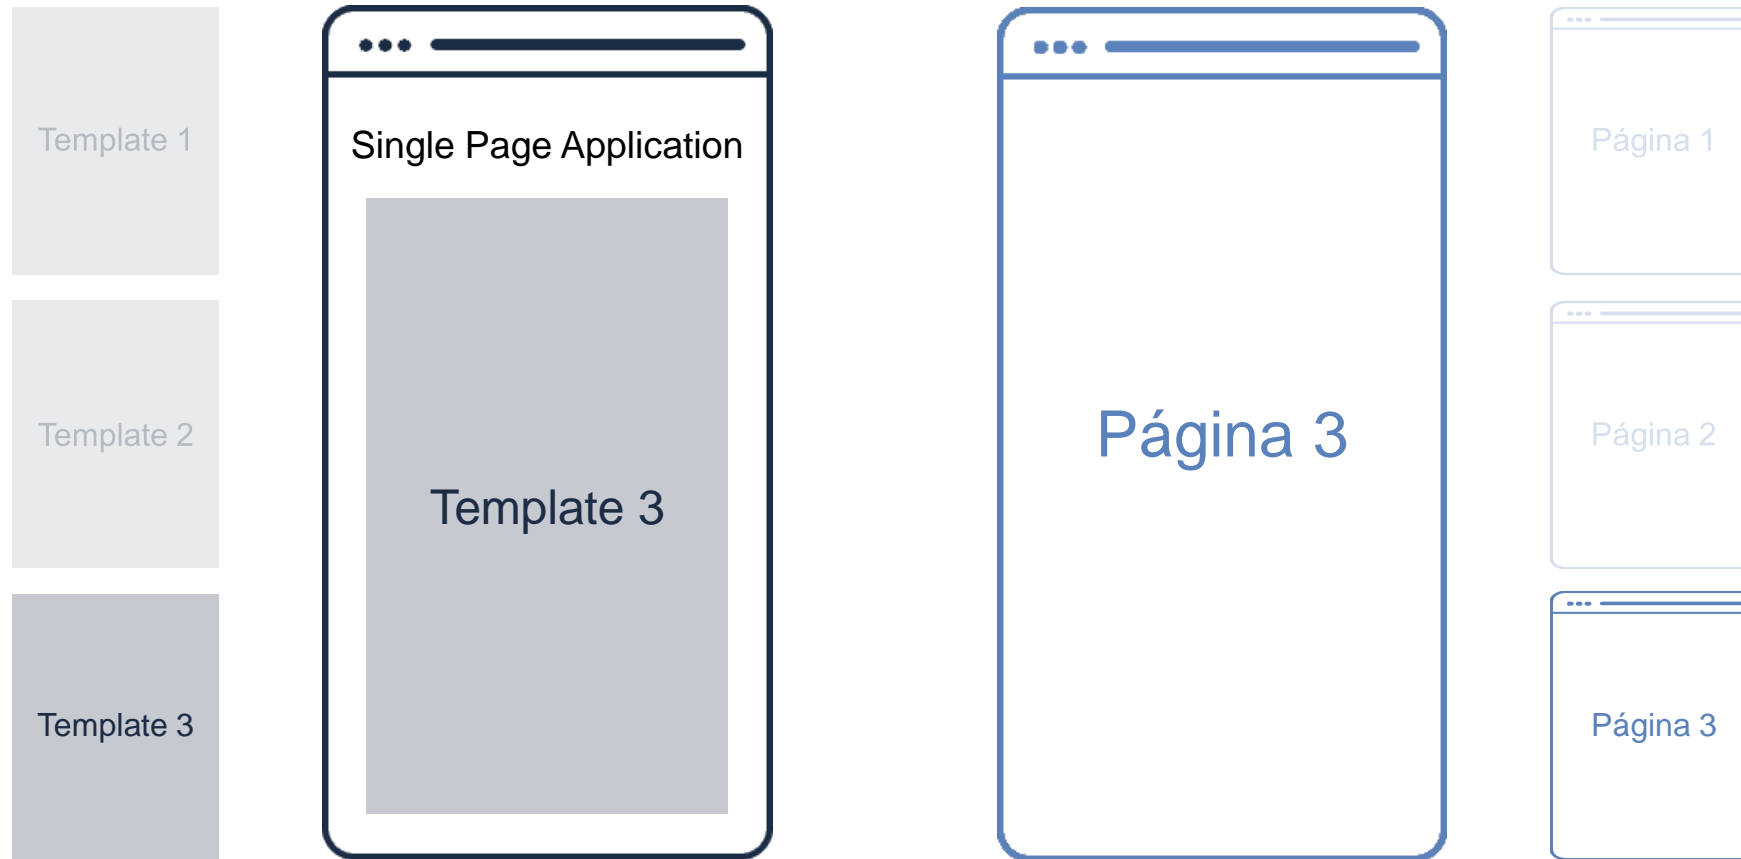 Template 1
Template 2
Template 3
Single Page Application
Template 3
Página 3
Página 1
Página 2
Página 3